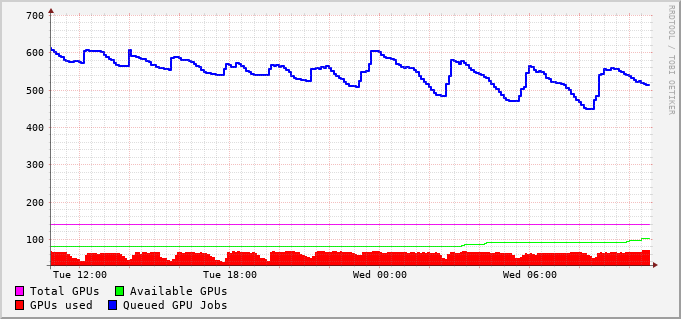 700
600
500
400
300
200
100
Tue 12:00 Tue 18:00 Wed 00:00 Wed 06:00
Total GPUs Available GPUs
GPUs used Queued GPU Jobs
RRDTOOL / TOBI OETIKER